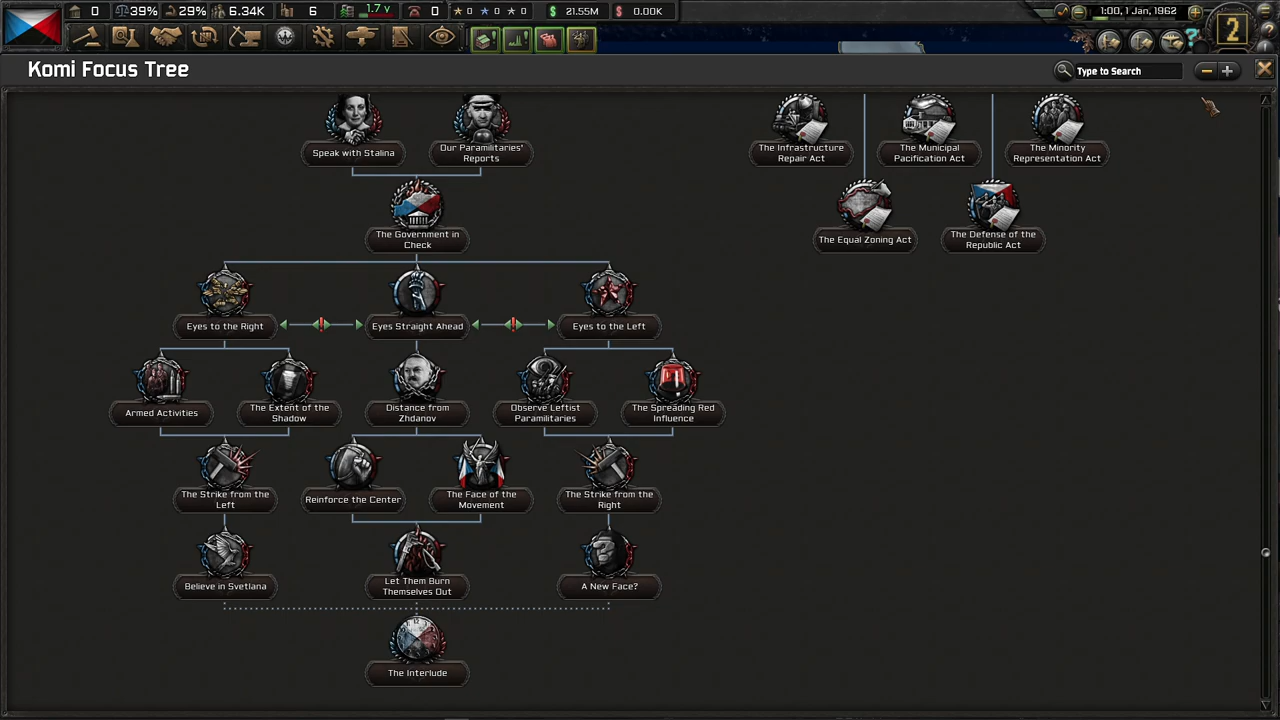 0
39%
29%
6.34K
6
1.7 v
0
0
0
0
$ 21.55M
$ 0.00K
1:00, 1 Jan, 1962
2
Komi Focus Tree
Type to Search
Speak with Stalina
Our Paramilitaries'
Reports
The Infrastructure
Repair Act
The Municipal
Pacification Act
The Minority
Representation Act
The Government in
Check
The Equal Zoning Act
The Defense of the
Republic Act
Eyes to the Right
Eyes Straight Ahead
Eyes to the Left
Armed Activities
The Extent of the
Shadow
Distance from
Zhdanov
Observe Leftist
Paramilitaries
The Spreading Red
Influence
The Strike from the
Left
Reinforce the Center
The Face of the
Movement
The Strike from the
Right
Believe in Svetlana
Let Them Burn
Themselves Out
A New Face?
The Interlude